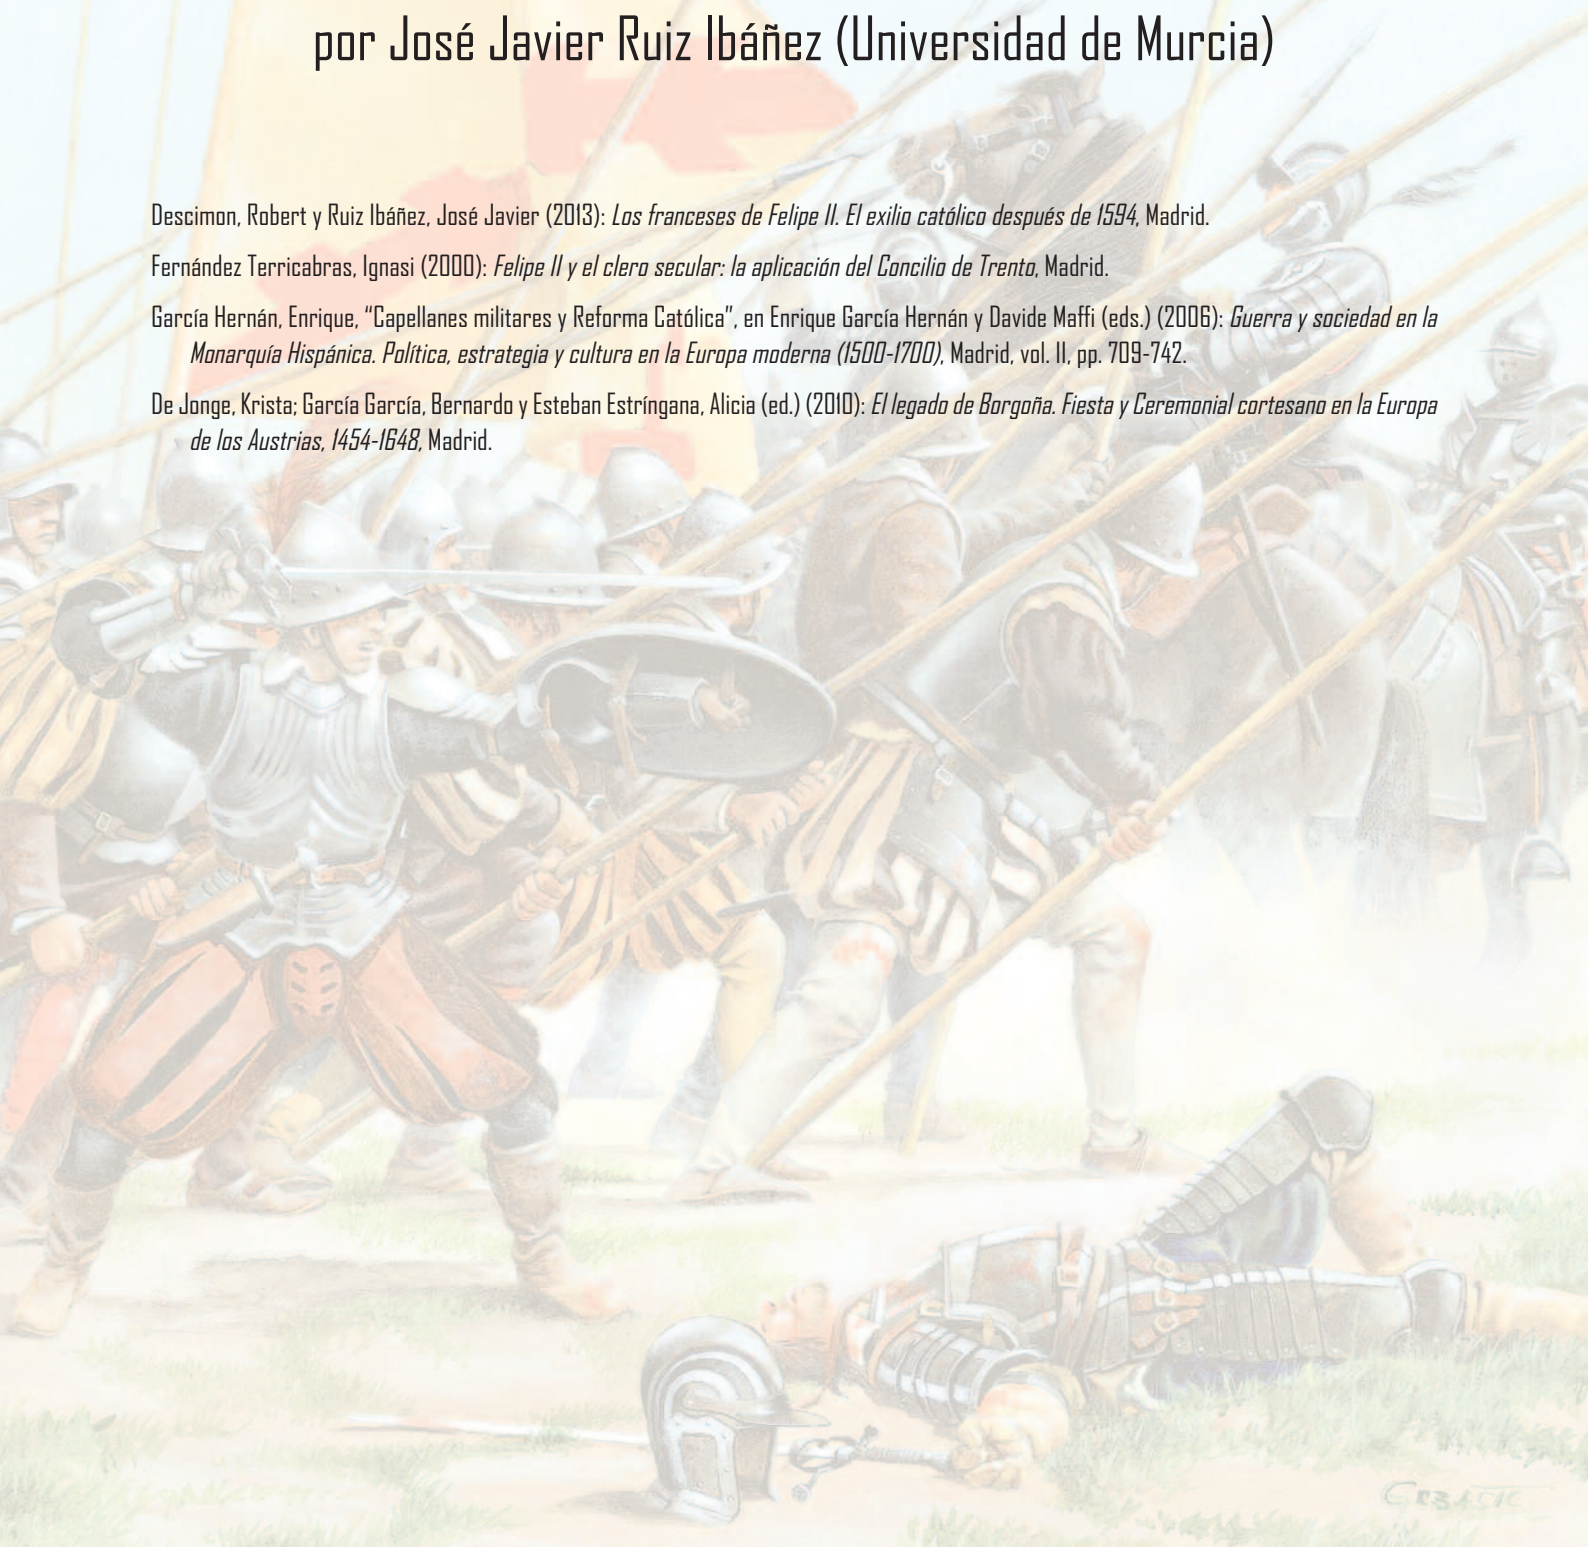 por José Javier Ruiz Ibáñez (Universidad de Murcia)
Descimon, Robert y Ruiz Ibáñez, José Javier (2013): Los franceses de Felipe II. El exilio católico después de 1594, Madrid.
Fernández Terricabras, Ignasi (2000): Felipe II y el clero secular: la aplicación del Concilio de Trento, Madrid.
García Hernán, Enrique, “Capellanes militares y Reforma Católica”, en Enrique García Hernán y Davide Maffi (eds.) (2006): Guerra y sociedad en la
Monarquía Hispánica. Política, estrategia y cultura en la Europa moderna (1500-1700), Madrid, vol. II, pp. 709-742.
De Jonge, Krista; García García, Bernardo y Esteban Estríngana, Alicia (ed.) (2010): El legado de Borgoña. Fiesta y Ceremonial cortesano en la Europa
de los Austrias, 1454-1648, Madrid.